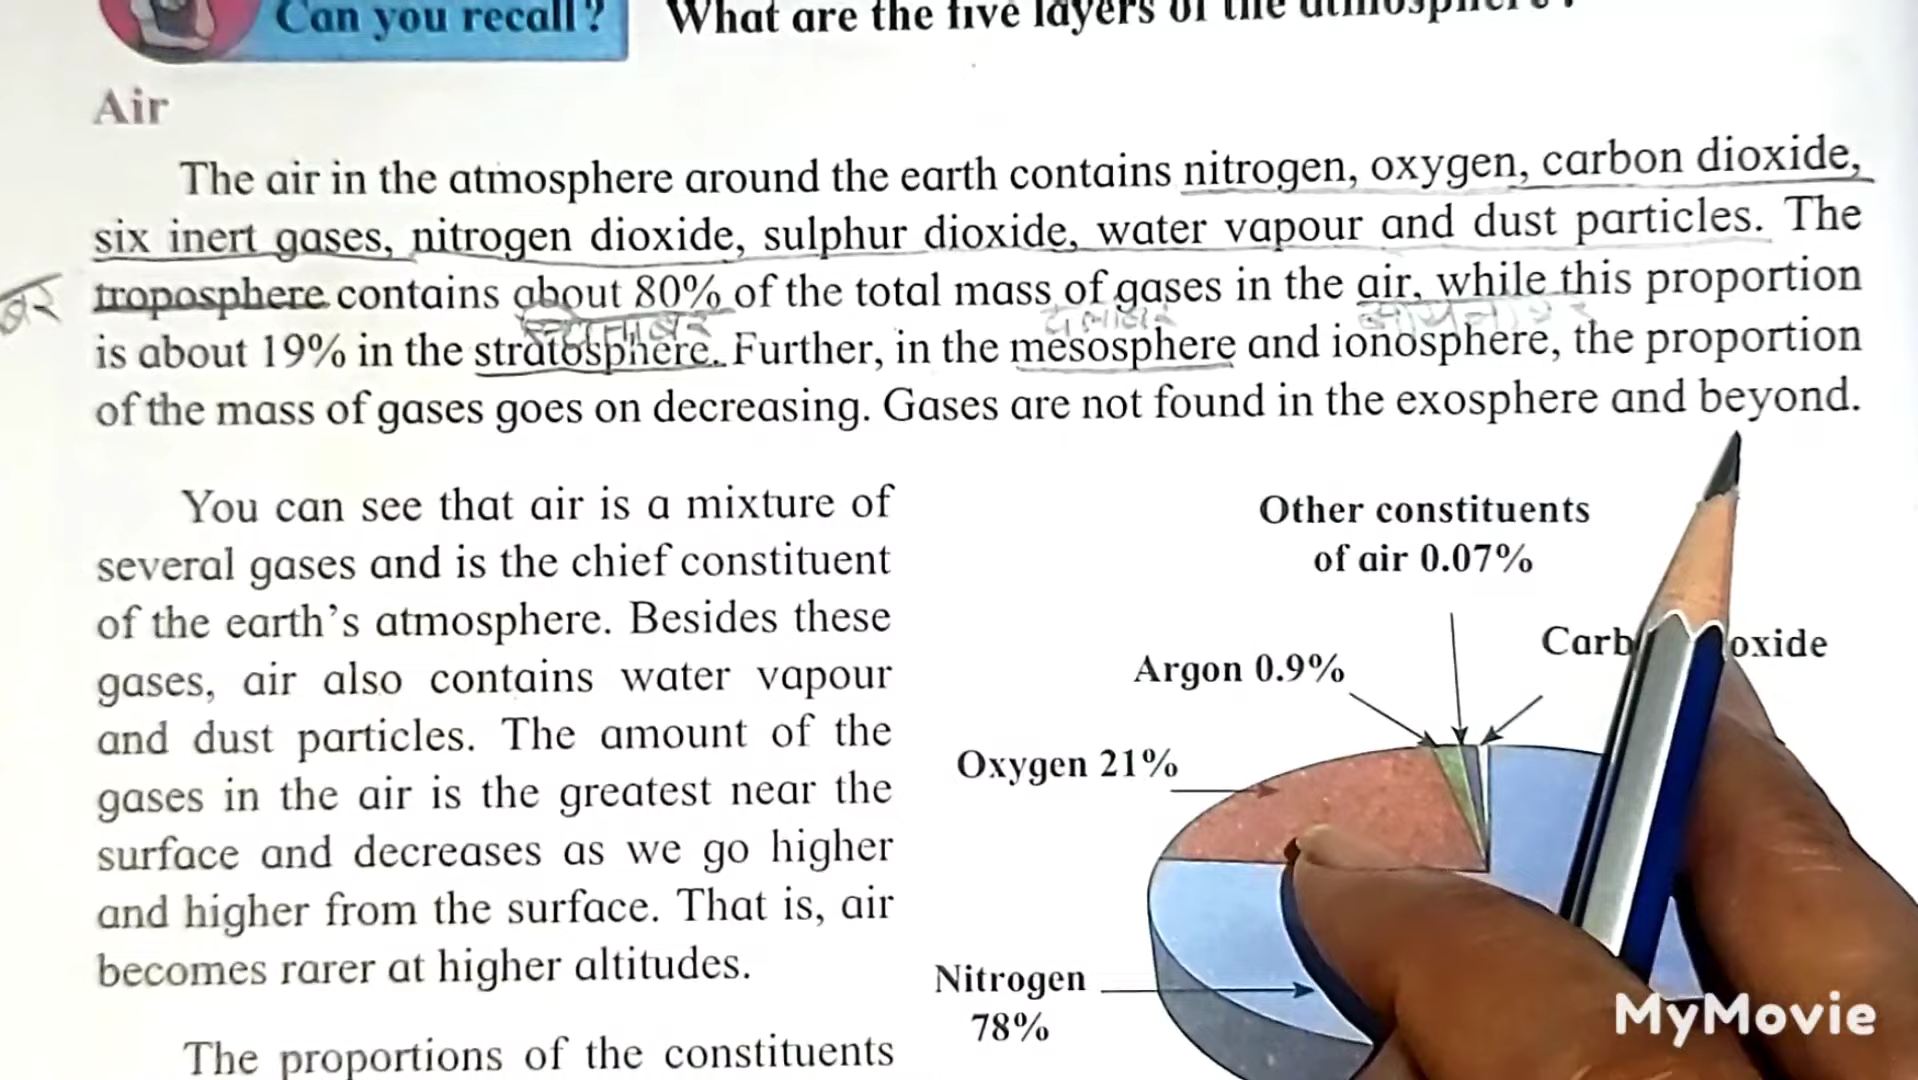 Can you recall?
What are the five layers of the atmosphere?
Air
The air in the atmosphere around the earth contains nitrogen, oxygen, carbon dioxide,
six inert gases, nitrogen dioxide, sulphur dioxide, water vapour and dust particles. The
troposphere contains about 80% of the total mass of gases in the air, while this proportion
is about 19% in the stratosphere. Further, in the mesosphere and ionosphere, the proportion
of the mass of gases goes on decreasing. Gases are not found in the exosphere and beyond.
You can see that air is a mixture of
several gases and is the chief constituent
of the earth’s atmosphere. Besides these
gases, air also contains water vapour
and dust particles. The amount of the
gases in the air is the greatest near the
surface and decreases as we go higher
and higher from the surface. That is, air
becomes rarer at higher altitudes.
The proportions of the constituents
Other constituents
of air 0.07%
Carb oxide
Argon 0.9%
Oxygen 21%
Nitrogen
78%
MyMovie